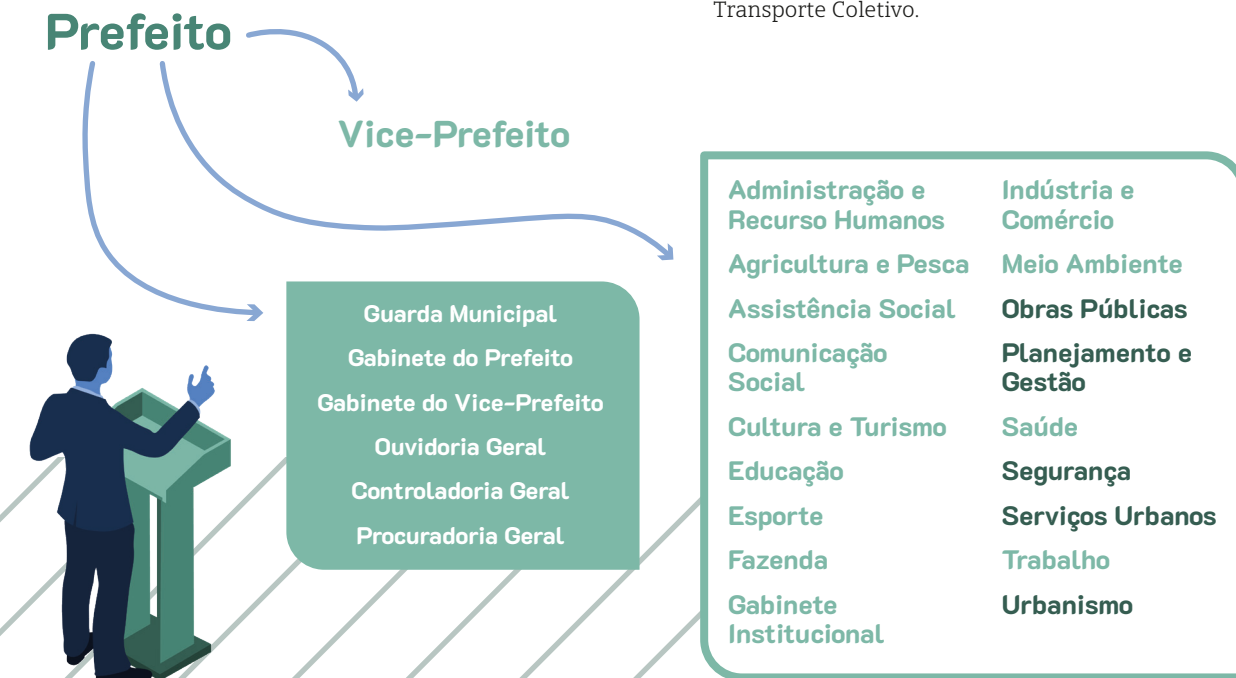 Transporte Coletivo.
Prefeito
Vice-Prefeito
Guarda Municipal
Gabinete do Prefeito
Gabinete do Vice-Prefeito
Ouvidoria Geral
Controladoria Geral
Procuradoria Geral
Administração e
Recurso Humanos
Agricultura e Pesca
Assistência Social
Comunicação
Social
Cultura e Turismo
Educação
Esporte
Fazenda
Gabinete
Institucional
Indústria e
Comércio
Meio Ambiente
Obras Públicas
Planejamento e
Gestão
Saúde
Segurança
Serviços Urbanos
Trabalho
Urbanismo